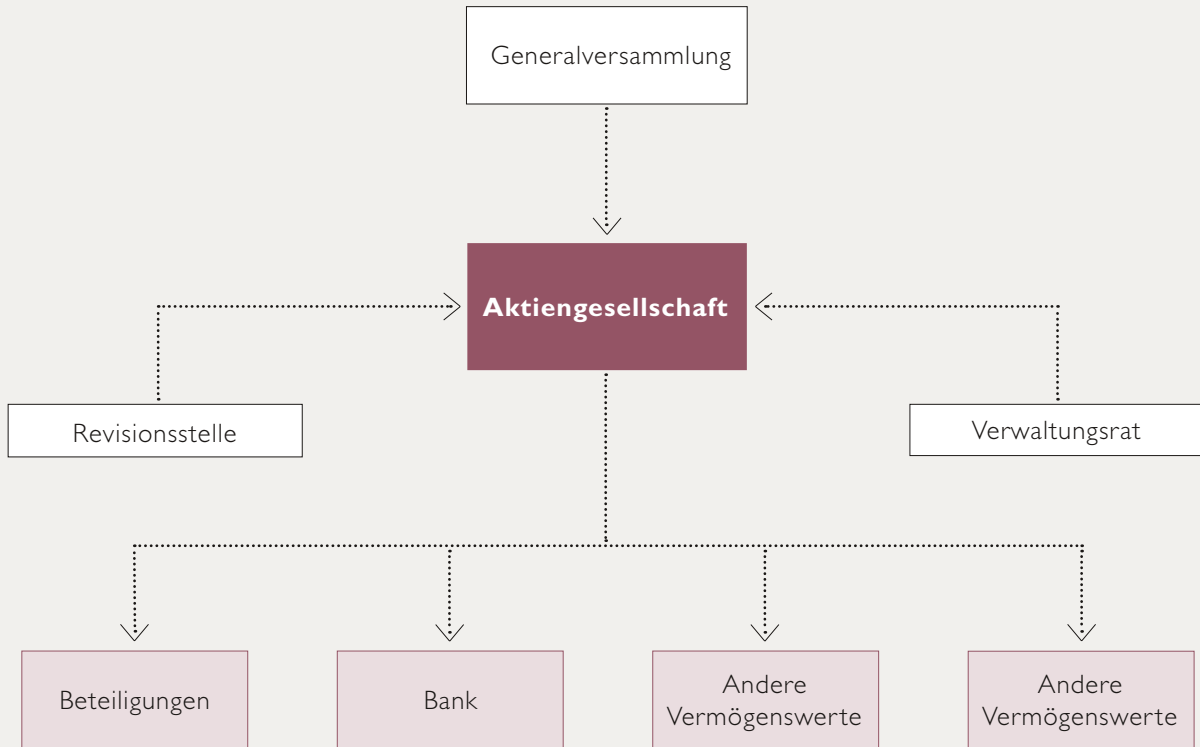 Generalversammlung
Aktiengesellschaft
Revisionsstelle
Verwaltungsrat
Beteiligungen
Bank
Andere
Vermögenswerte
Andere
Vermögenswerte